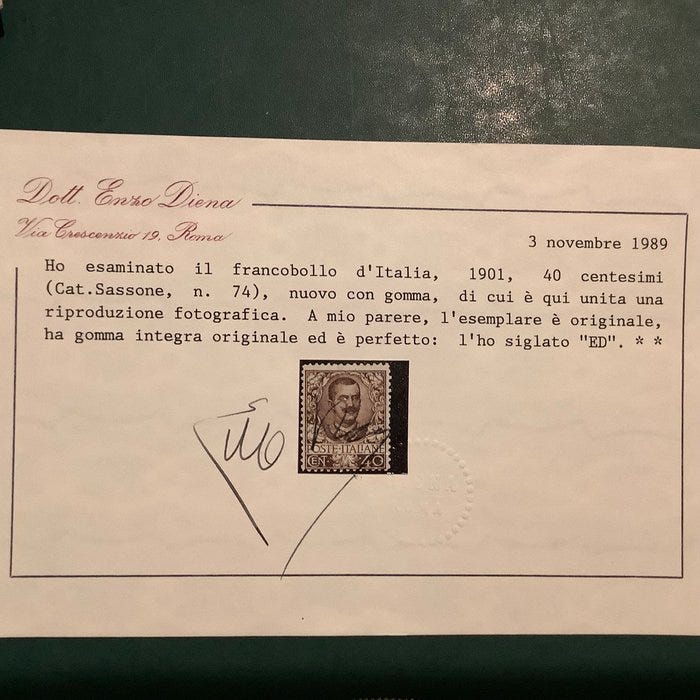 Dott. Enzo Diena
Via Crescenzio 19, Roma
3 novembre 1989
Ho esaminato il francobollo d'Italia, 1901, 40 centesimi
(Cat.Sassone, n. 74), nuovo con gomma, di cui è qui unita una
riproduzione fotografica. A mio parere, l'esemplare è originale,
ha gomma integra originale ed è perfetto: l'ho siglato "ED". * *
POSTE·ITALIANE
CEN. 40